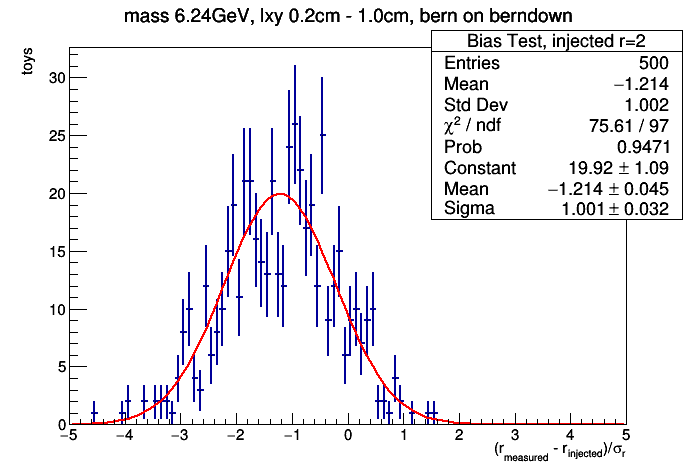 mass 6.24GeV, lxy 0.2cm - 1.0cm, bern on berndown
toys
Bias Test, injected r=2
Entries 500
Mean −1.214
Std Dev 1.002
χ² / ndf 75.61 / 97
Prob 0.9471
Constant 19.92 ± 1.09
Mean −1.214 ± 0.045
Sigma 1.001 ± 0.032
30
25
20
15
10
5
0
−5 −4 −3 −2 −1 0 1 2 3 4 5
(r_measured - r_injected)/σ_r